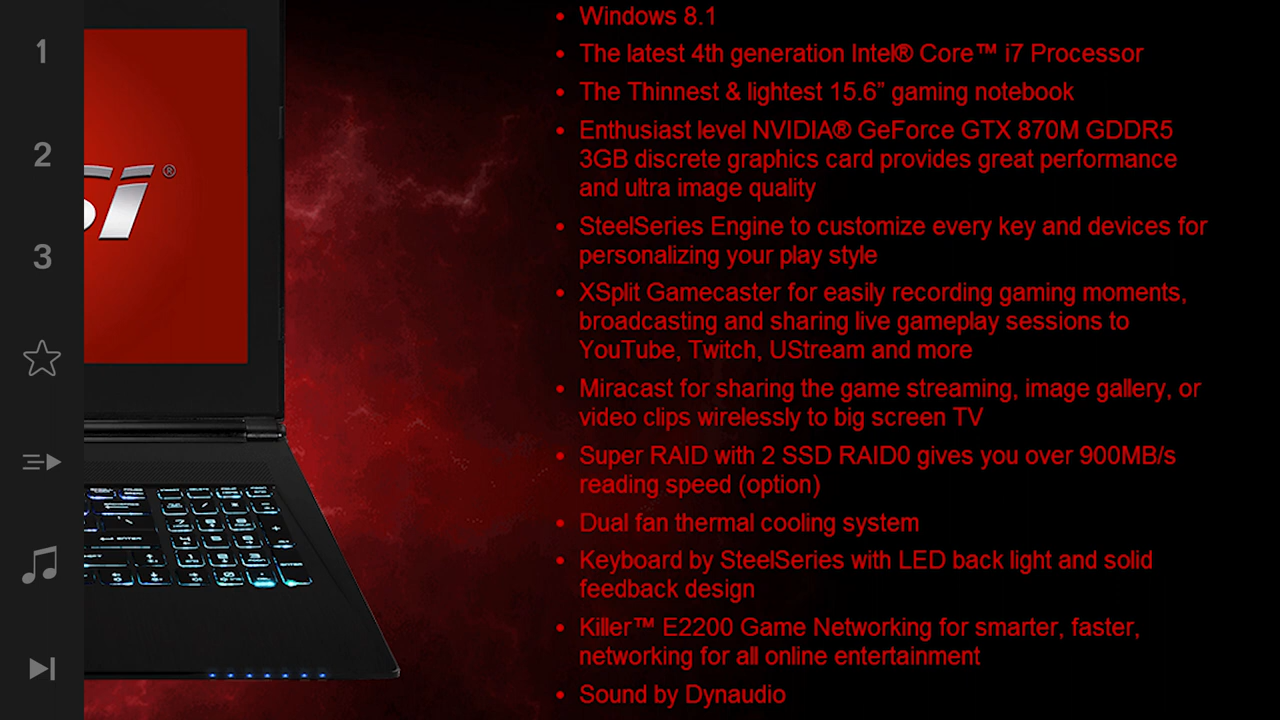 1
2
3
si®
• Windows 8.1
• The latest 4th generation Intel® Core™ i7 Processor
• The Thinnest & lightest 15.6” gaming notebook
• Enthusiast level NVIDIA® GeForce GTX 870M GDDR5
3GB discrete graphics card provides great performance
and ultra image quality
• SteelSeries Engine to customize every key and devices for
personalizing your play style
• XSplit Gamecaster for easily recording gaming moments,
broadcasting and sharing live gameplay sessions to
YouTube, Twitch, UStream and more
• Miracast for sharing the game streaming, image gallery, or
video clips wirelessly to big screen TV
• Super RAID with 2 SSD RAID0 gives you over 900MB/s
reading speed (option)
• Dual fan thermal cooling system
• Keyboard by SteelSeries with LED back light and solid
feedback design
• Killer™ E2200 Game Networking for smarter, faster,
networking for all online entertainment
• Sound by Dynaudio